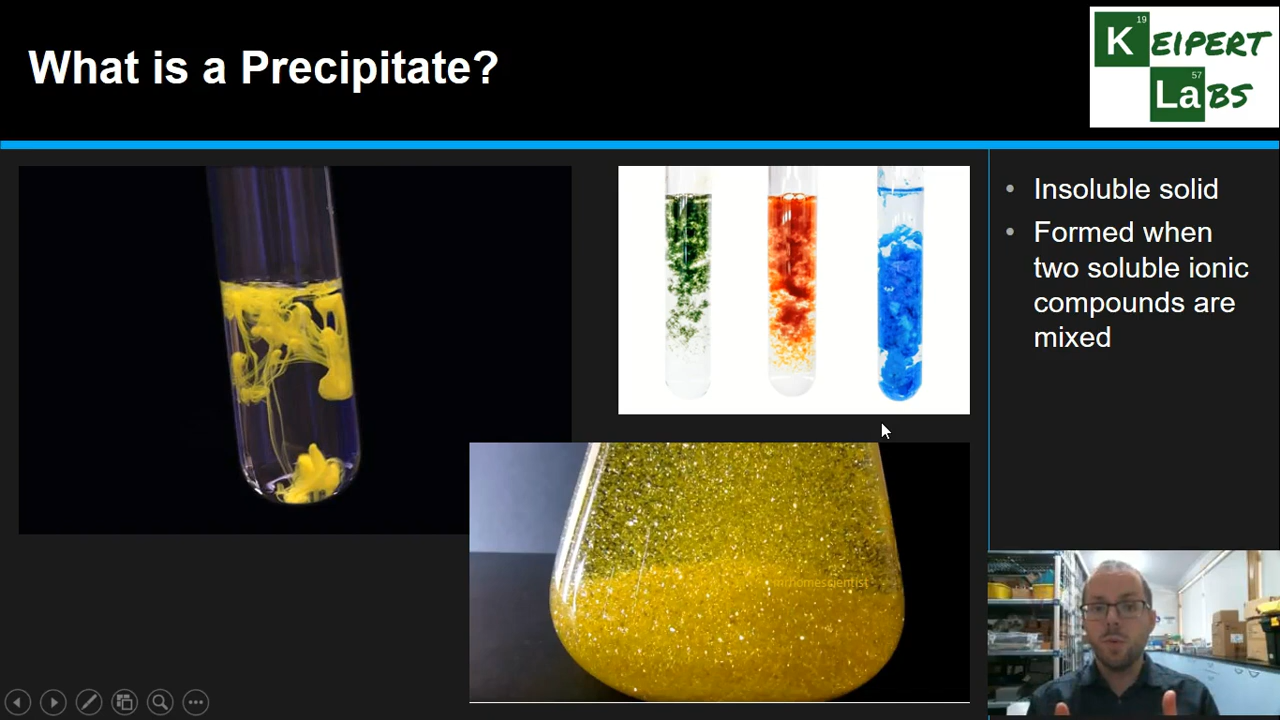 What is a Precipitate?
19
K EIPERT
57
La BS
• Insoluble solid
• Formed when
two soluble ionic
compounds are
mixed